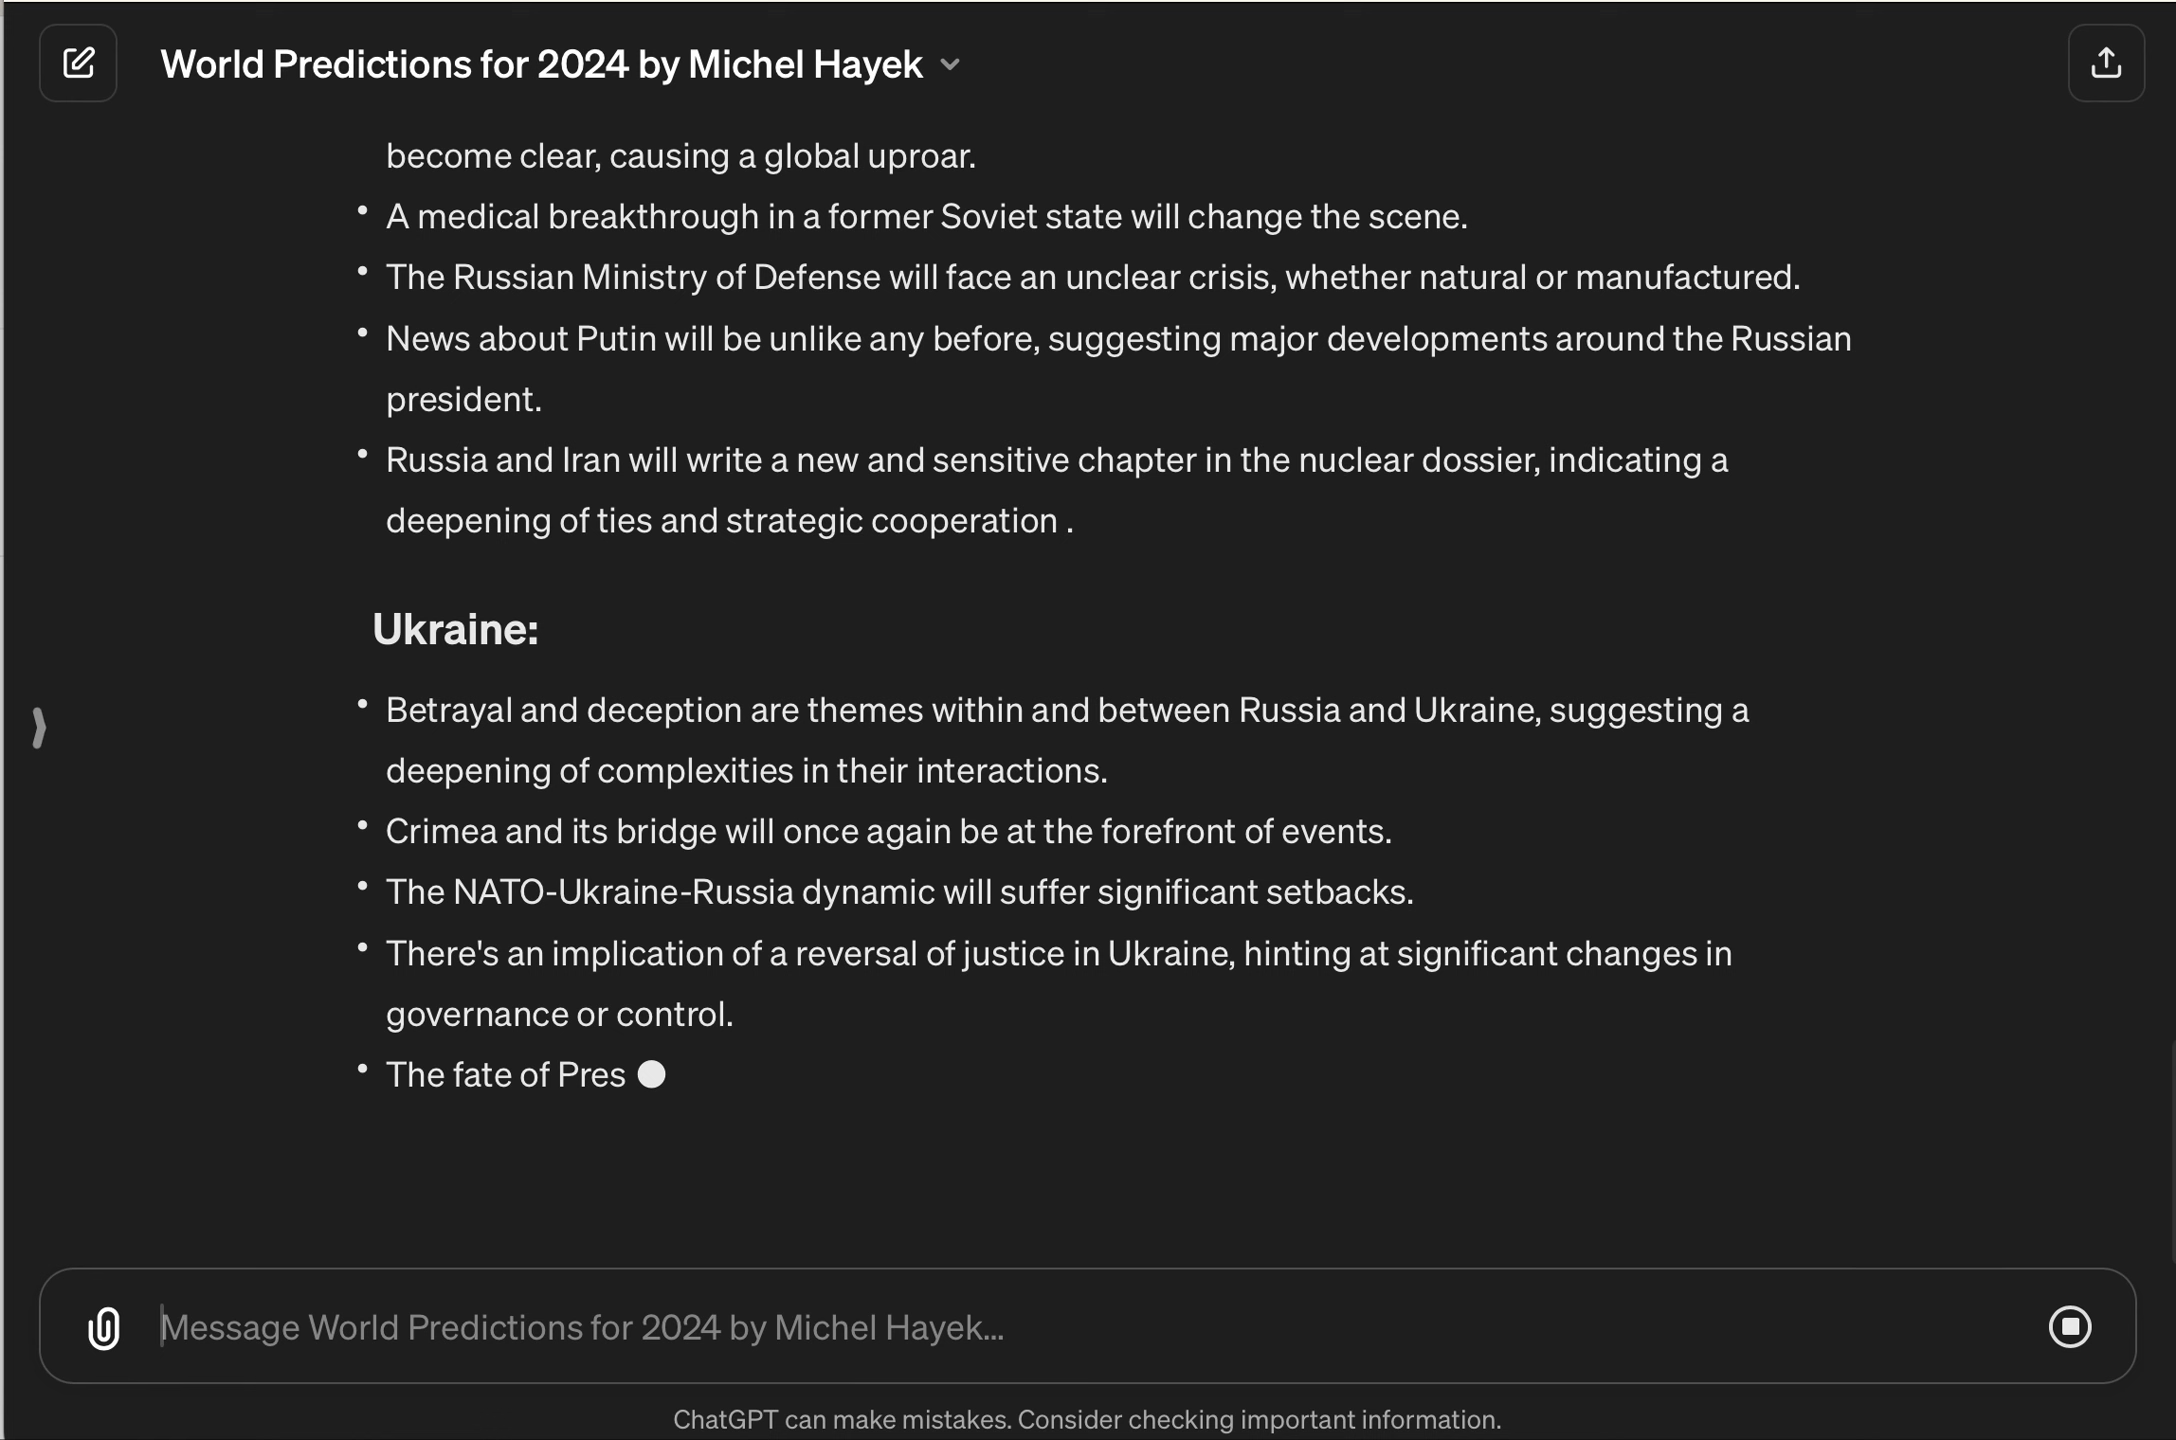 World Predictions for 2024 by Michel Hayek
become clear, causing a global uproar.
• A medical breakthrough in a former Soviet state will change the scene.
• The Russian Ministry of Defense will face an unclear crisis, whether natural or manufactured.
• News about Putin will be unlike any before, suggesting major developments around the Russian
president.
• Russia and Iran will write a new and sensitive chapter in the nuclear dossier, indicating a
deepening of ties and strategic cooperation .
Ukraine:
• Betrayal and deception are themes within and between Russia and Ukraine, suggesting a
deepening of complexities in their interactions.
• Crimea and its bridge will once again be at the forefront of events.
• The NATO-Ukraine-Russia dynamic will suffer significant setbacks.
• There's an implication of a reversal of justice in Ukraine, hinting at significant changes in
governance or control.
• The fate of Pres
Message World Predictions for 2024 by Michel Hayek...
ChatGPT can make mistakes. Consider checking important information.